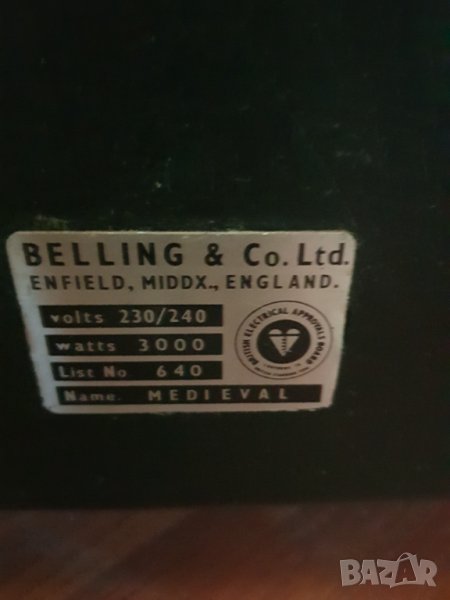 BELLING & Co. Ltd.
ENFIELD, MIDDX., ENGLAND.
volts 230/240
watts 3000
List No 640
Name. MEDIEVAL
BRITISH ELECTRICAL APPROVALS BOARD
BAZAR